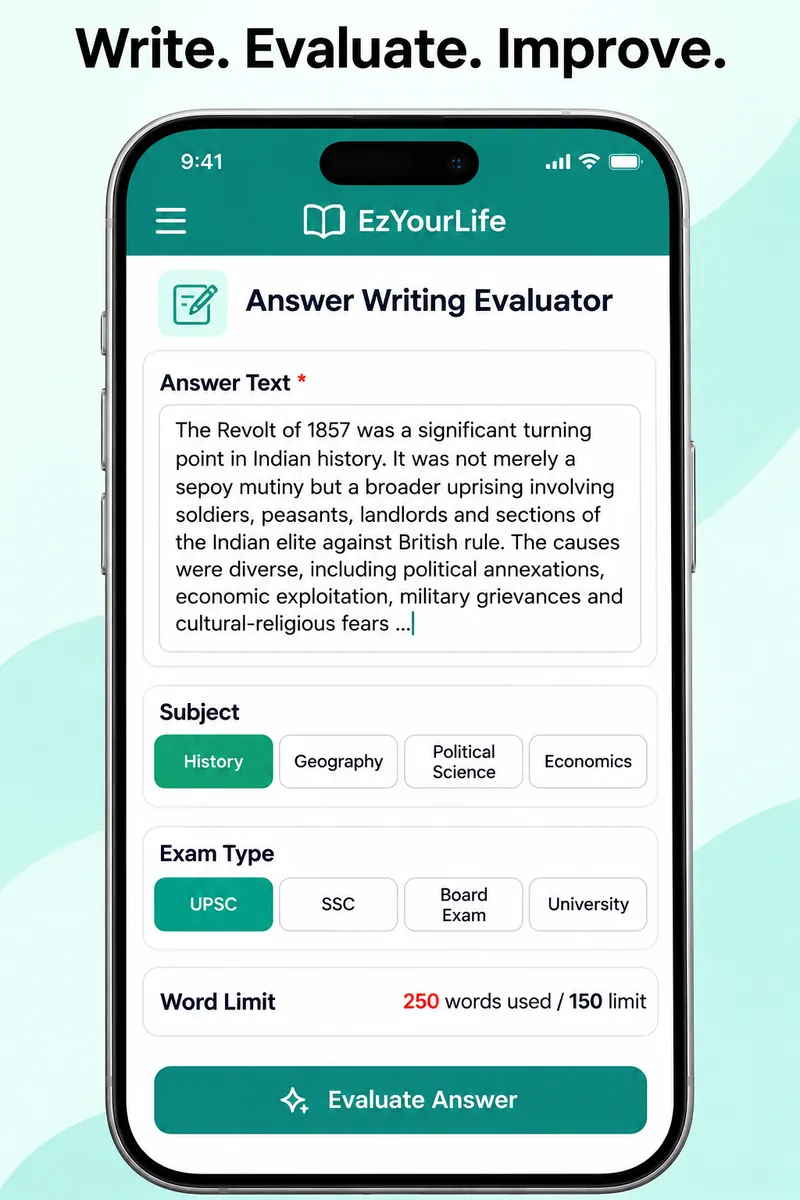 Write. Evaluate. Improve.
9:41
EzYourLife
Answer Writing Evaluator
Answer Text *
The Revolt of 1857 was a significant turning
point in Indian history. It was not merely a
sepoy mutiny but a broader uprising involving
soldiers, peasants, landlords and sections of
the Indian elite against British rule. The causes
were diverse, including political annexations,
economic exploitation, military grievances and
cultural-religious fears ...
Subject
History
Geography
Political
Science
Economics
Exam Type
UPSC
SSC
Board
Exam
University
Word Limit
250 words used / 150 limit
Evaluate Answer